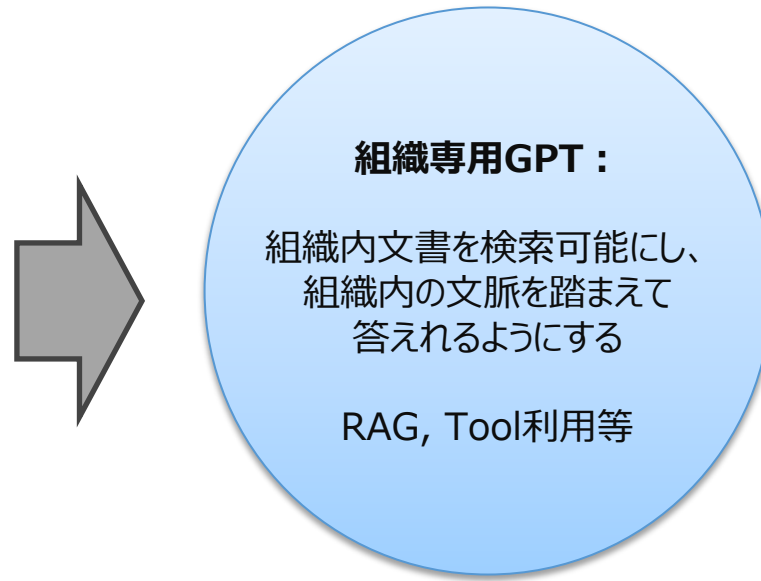 組織専用GPT：
組織内文書を検索可能にし、
組織内の文脈を踏まえて
答えれるようにする
RAG, Tool利用等